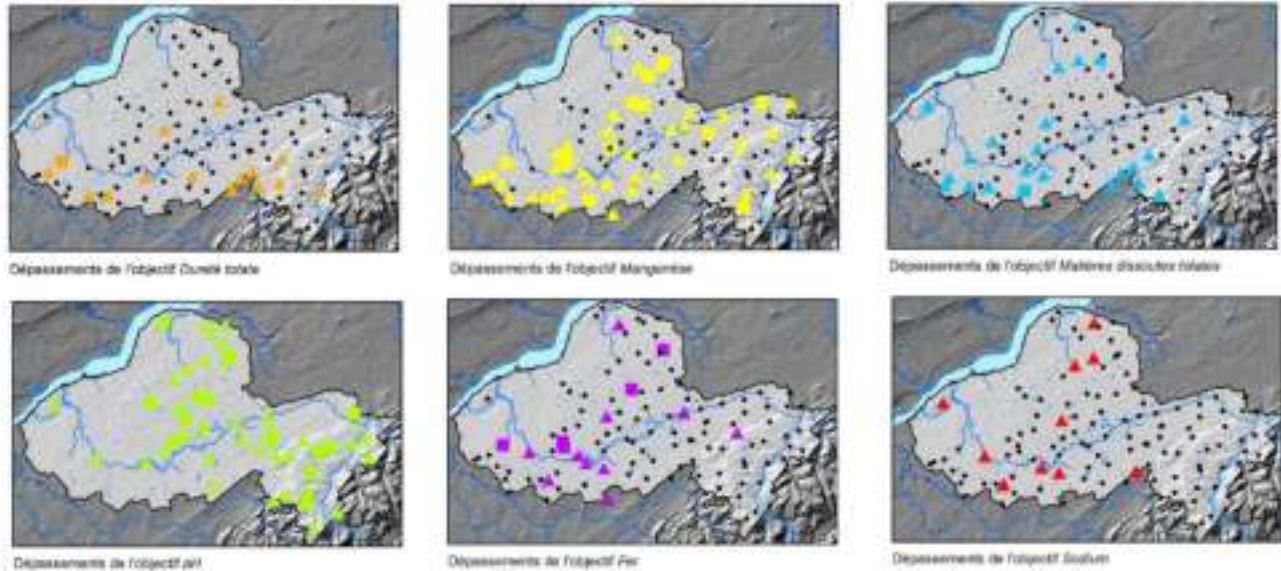 Dépassements de l'objectif Dureté totale
Dépassements de l'objectif Manganèse
Dépassements de l'objectif Matières dissoutes totales
Dépassements de l'objectif pH
Dépassements de l'objectif Fer
Dépassements de l'objectif Sodium